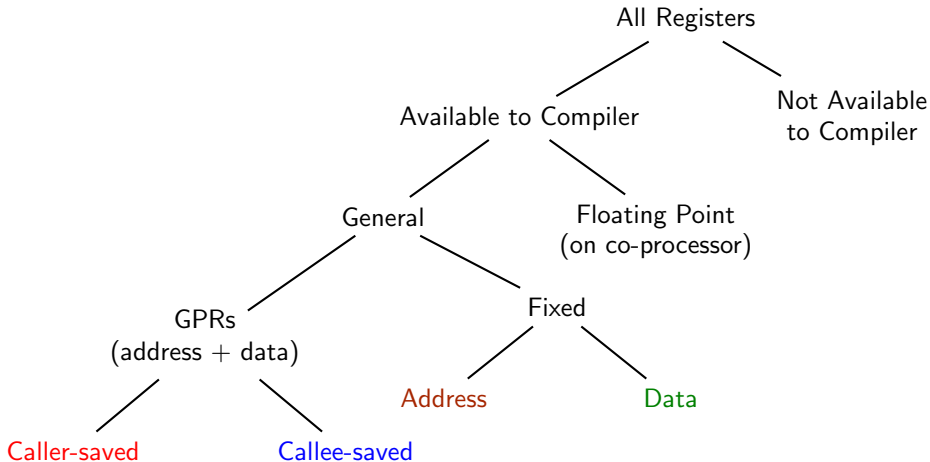 All Registers
Available to Compiler
Not Available
to Compiler
General
Floating Point
(on co-processor)
GPRs
(address + data)
Fixed
Address
Data
Caller-saved
Callee-saved